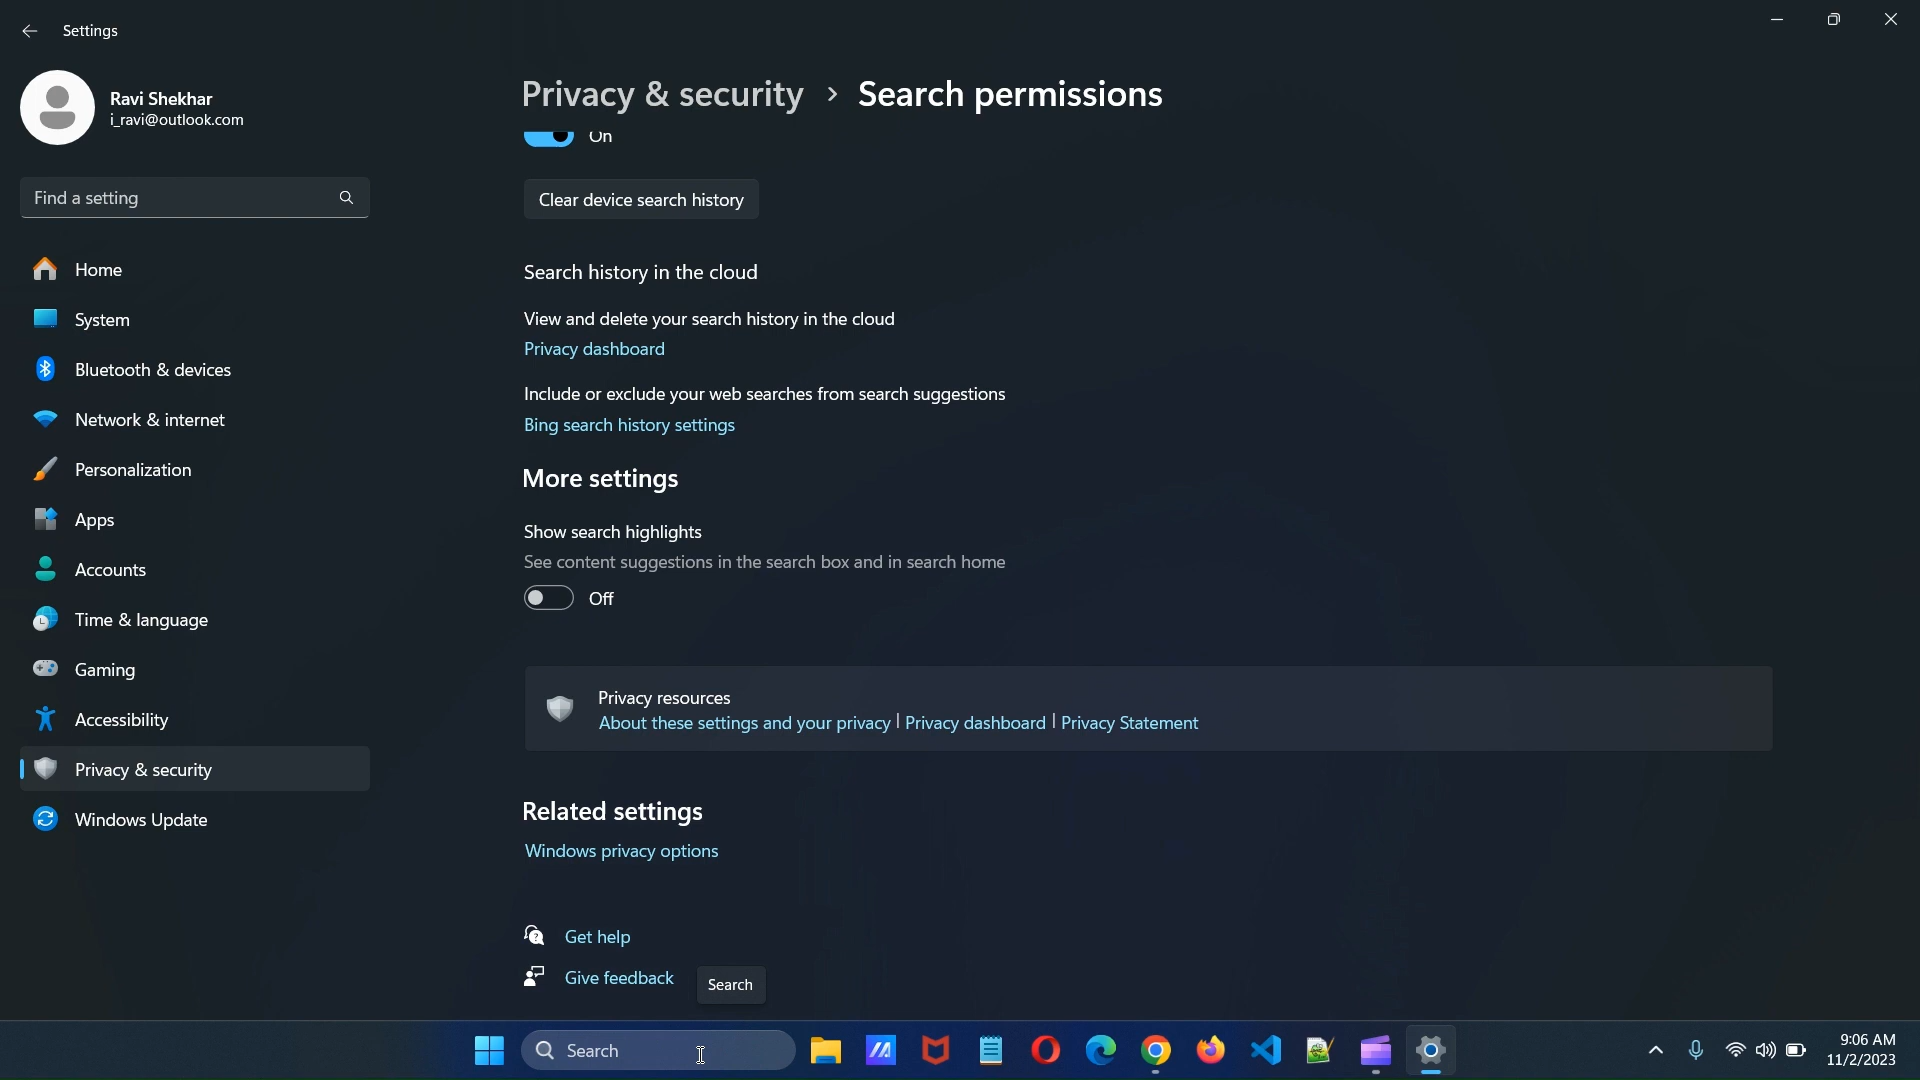 Settings
Ravi Shekhar
i_ravi@outlook.com
Find a setting
Home
System
Bluetooth & devices
Network & internet
Personalization
Apps
Accounts
Time & language
Gaming
Accessibility
Privacy & security
Windows Update
Privacy & security > Search permissions
On
Clear device search history
Search history in the cloud
View and delete your search history in the cloud
Privacy dashboard
Include or exclude your web searches from search suggestions
Bing search history settings
More settings
Show search highlights
See content suggestions in the search box and in search home
Off
Privacy resources
About these settings and your privacy | Privacy dashboard | Privacy Statement
Related settings
Windows privacy options
Get help
Give feedback
Search
Search
9:06 AM
11/2/2023